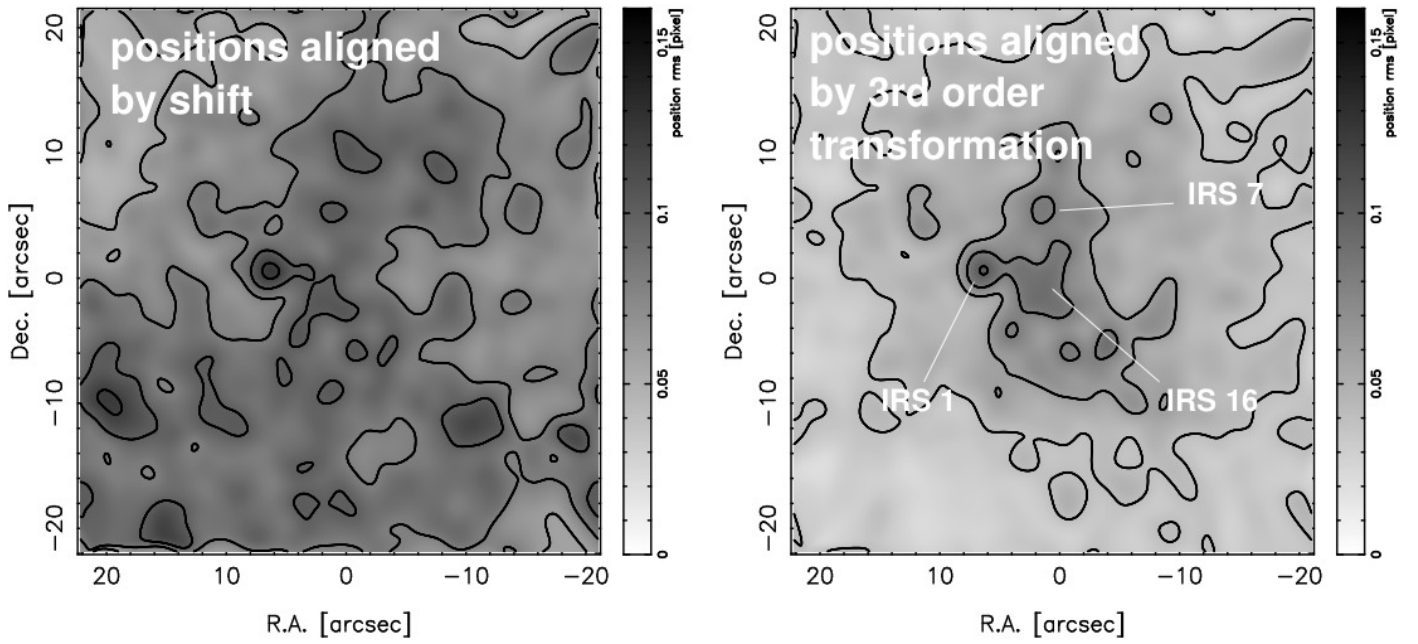 positions aligned
by shift
20
10
0
−10
−20
Dec. [arcsec]
20
10
0
−10
−20
R.A. [arcsec]
0.15
0.1
0.05
0
position rms [pixel]
positions aligned
by 3rd order
transformation
IRS 7
IRS 1
IRS 16
20
10
0
−10
−20
Dec. [arcsec]
20
10
0
−10
−20
R.A. [arcsec]
0.15
0.1
0.05
0
position rms [pixel]